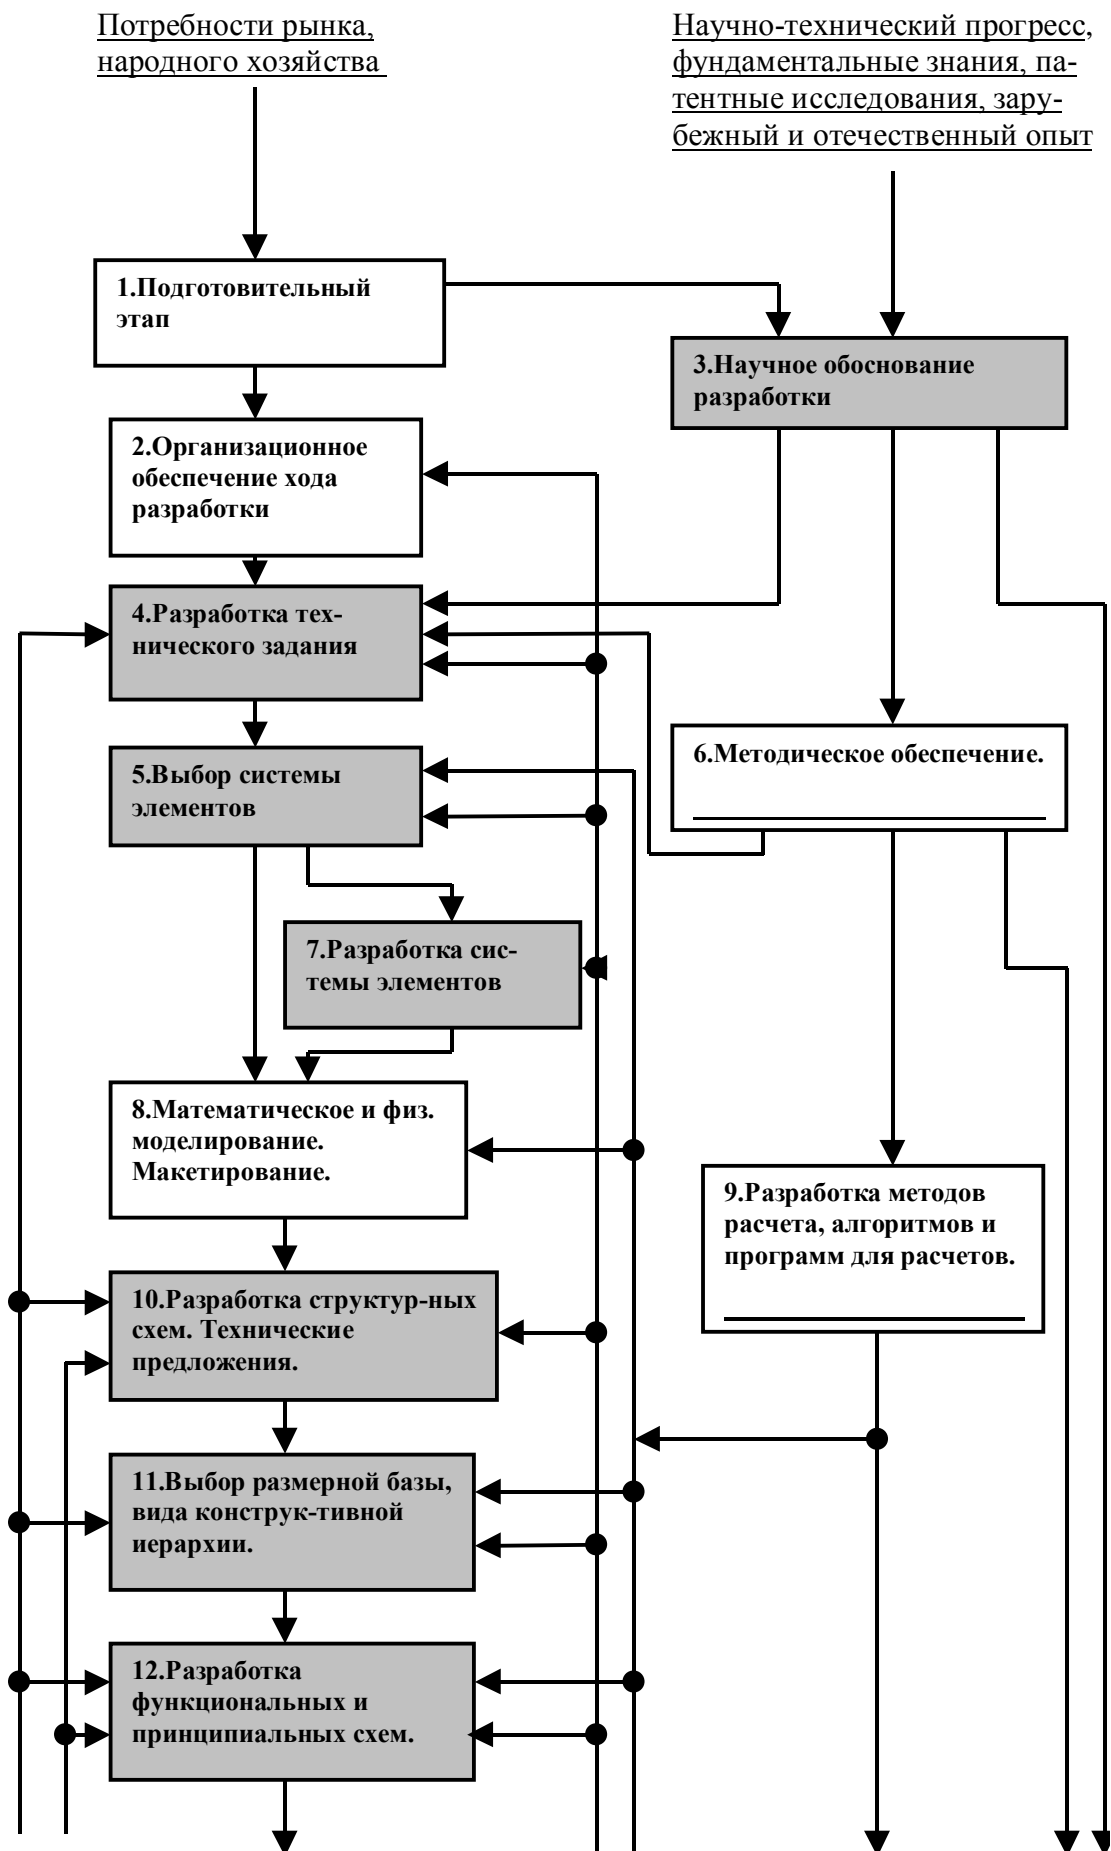 Потребности рынка,
народного хозяйства
Научно-технический прогресс,
фундаментальные знания, па-
тентные исследования, зару-
бежный и отечественный опыт
1.Подготовительный
этап
3.Научное обоснование
разработки
2.Организационное
обеспечение хода
разработки
4.Разработка тех-
нического задания
5.Выбор системы
элементов
6.Методическое обеспечение.
7.Разработка сис-
темы элементов
8.Математическое и физ.
моделирование.
Макетирование.
9.Разработка методов
расчета, алгоритмов и
программ для расчетов.
10.Разработка структур-ных
схем. Технические
предложения.
11.Выбор размерной базы,
вида конструк-тивной
иерархии.
12.Разработка
функциональных и
принципиальных схем.